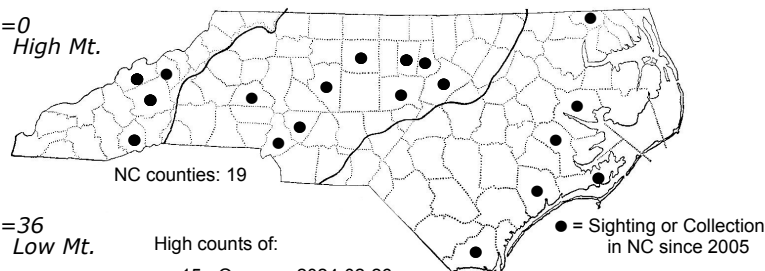 =0
High Mt.
NC counties: 19
● = Sighting or Collection
in NC since 2005
=36
Low Mt.
High counts of: